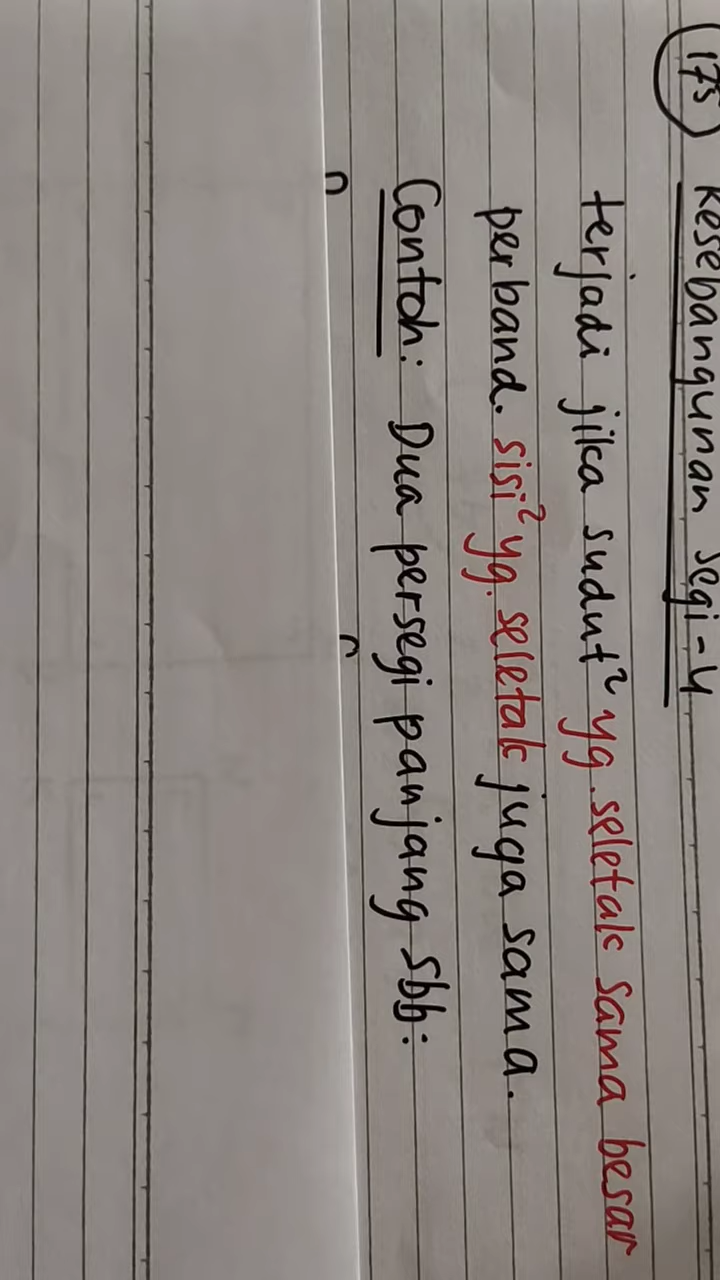 175 Kesebangunan segi-4
terjadi jika sudut² yg. seletak sama besar
perband. sisi² yg. seletak juga sama.
Contoh: Dua persegi panjang sbb: